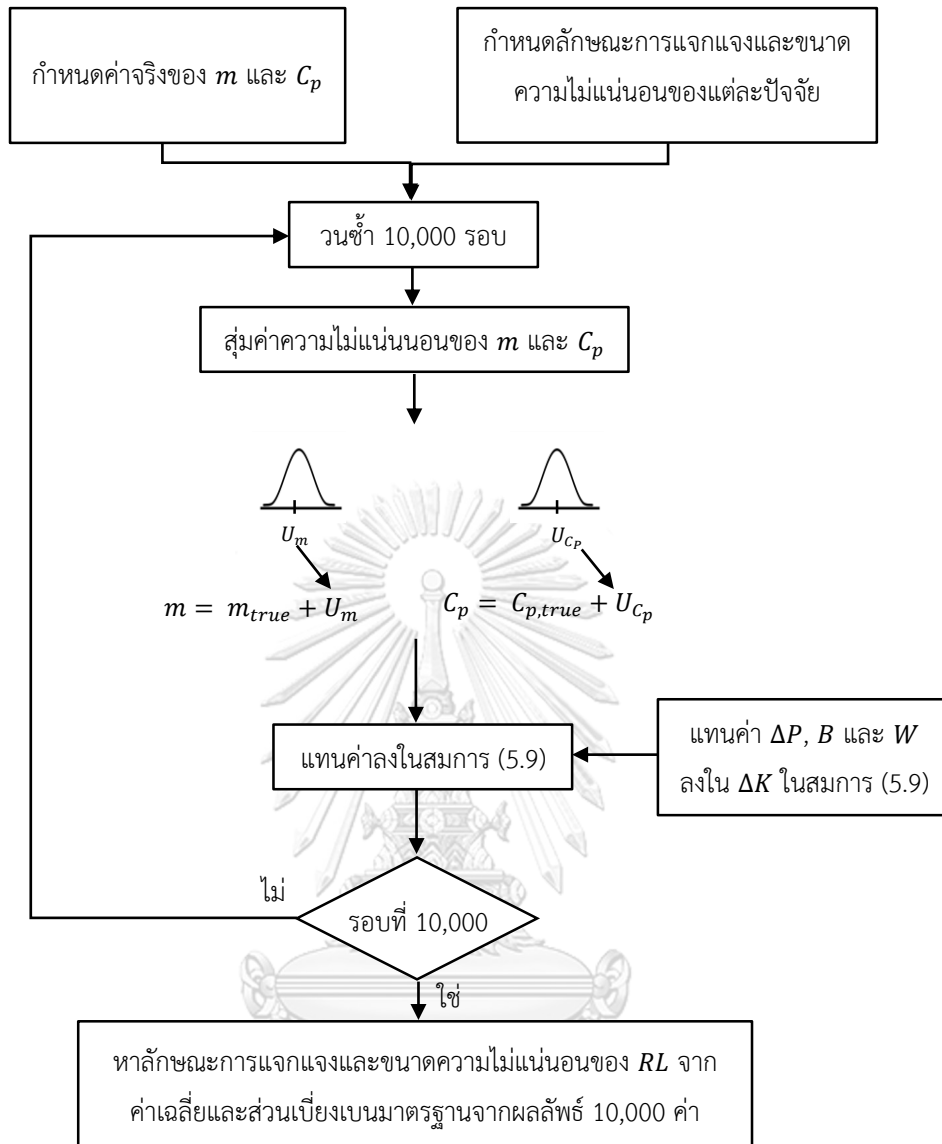 กำหนดค่าจริงของ m และ C_p
กำหนดลักษณะการแจกแจงและขนาด
ความไม่แน่นอนของแต่ละปัจจัย
วนซ้ำ 10,000 รอบ
สุ่มค่าความไม่แน่นนอนของ m และ C_p
U_m
U_{C_P}
m = m_{true} + U_m
C_p = C_{p,true} + U_{C_p}
แทนค่าลงในสมการ (5.9)
แทนค่า ΔP, B และ W
ลงใน ΔK ในสมการ (5.9)
ไม่
รอบที่ 10,000
ใช่
หาลักษณะการแจกแจงและขนาดความไม่แน่นอนของ RL จาก
ค่าเฉลี่ยและส่วนเบี่ยงเบนมาตรฐานจากผลลัพธ์ 10,000 ค่า